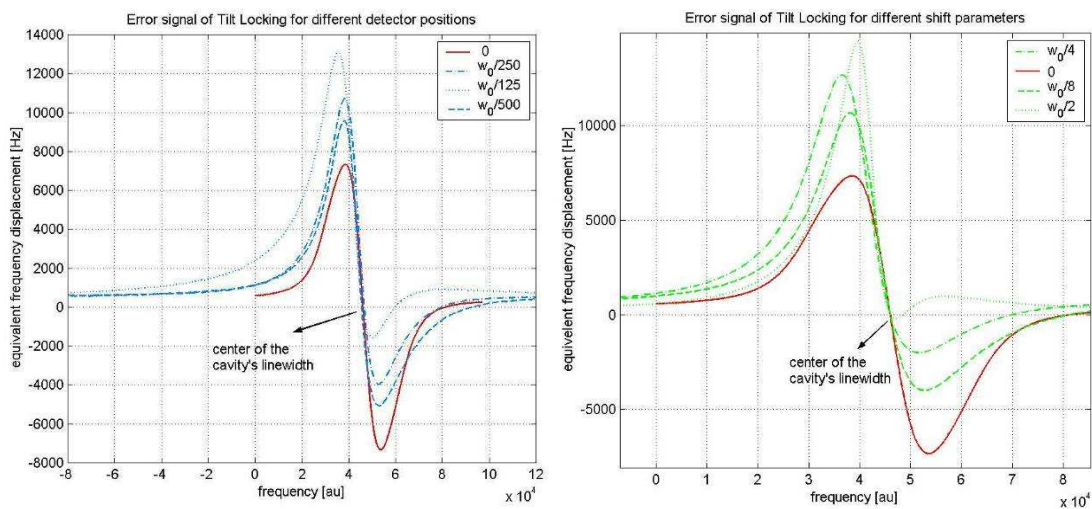 Error signal of Tilt Locking for different detector positions
14000
12000
10000
8000
6000
4000
2000
0
-2000
-4000
-6000
-8000
equivalent frequency displacement [Hz]
0
w0/250
w0/125
w0/500
center of the
cavity's linewidth
-8 -6 -4 -2 0 2 4 6 8 10 12
frequency [au]
x 10^4
Error signal of Tilt Locking for different shift parameters
10000
5000
0
-5000
equivelent frequency displacement [Hz]
w0/4
0
w0/8
w0/2
center of the
cavity's linewidth
0 1 2 3 4 5 6 7 8
frequency [au]
x 10^4